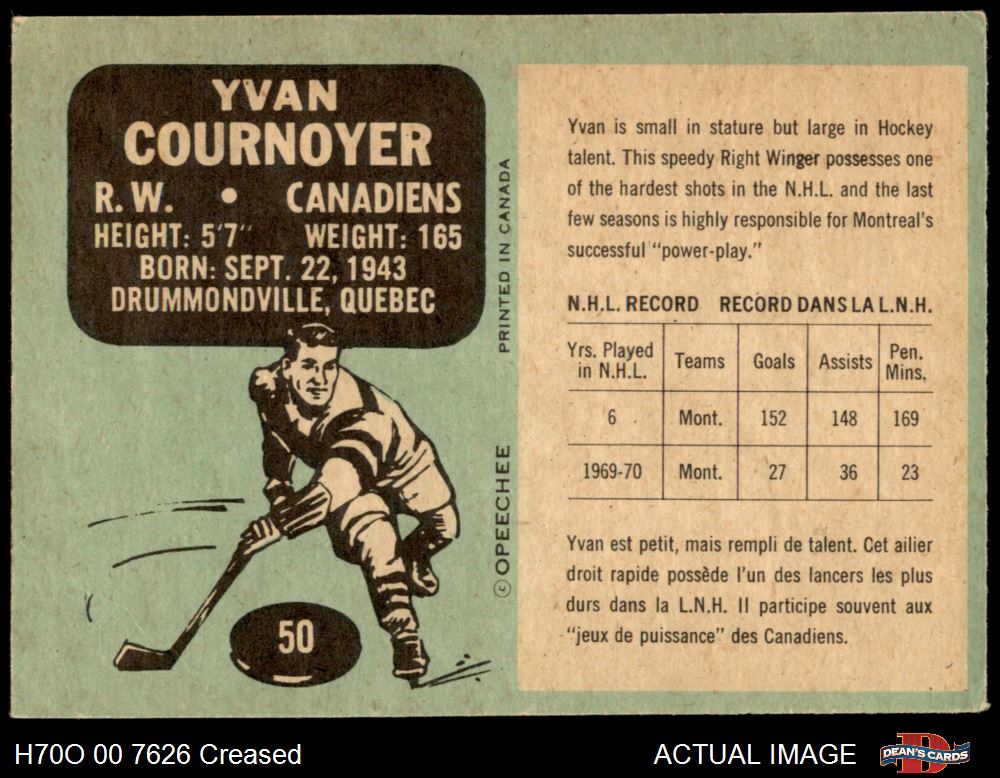 YVAN
COURNOYER
R. W. • CANADIENS
HEIGHT: 5'7" WEIGHT: 165
BORN: SEPT. 22, 1943
DRUMMONDVILLE, QUEBEC
50
©OPEECHEE PRINTED IN CANADA
Yvan is small in stature but large in Hockey
talent. This speedy Right Winger possesses one
of the hardest shots in the N.H.L. and the last
few seasons is highly responsible for Montreal's
successful "power-play."
N.H.L. RECORD RECORD DANS LA L.N.H.
Yrs. Played in N.H.L. Teams Goals Assists Pen. Mins.
6 Mont. 152 148 169
1969-70 Mont. 27 36 23
Yvan est petit, mais rempli de talent. Cet ailier
droit rapide possède l'un des lancers les plus
durs dans la L.N.H. Il participe souvent aux
"jeux de puissance" des Canadiens.
H70O 00 7626 Creased
ACTUAL IMAGE
DEAN'S CARDS